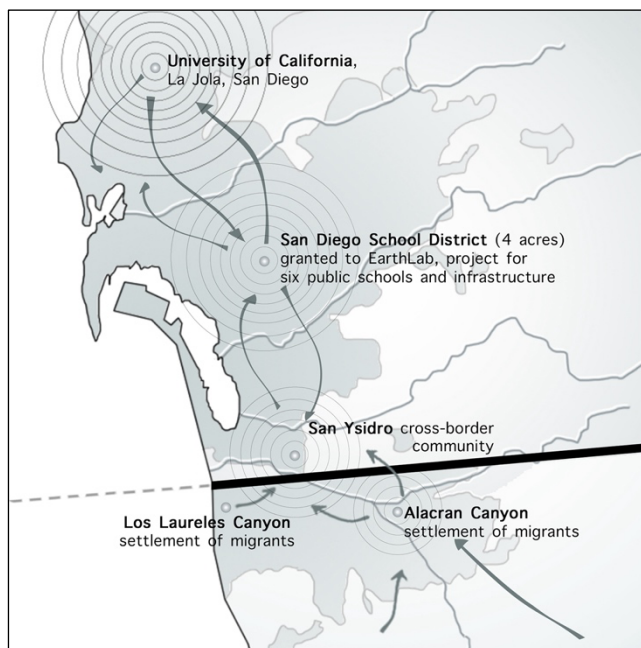 University of California,
La Jola, San Diego
San Diego School District (4 acres)
granted to EarthLab, project for
six public schools and infrastructure
San Ysidro cross-border
community
Los Laureles Canyon
settlement of migrants
Alacran Canyon
settlement of migrants